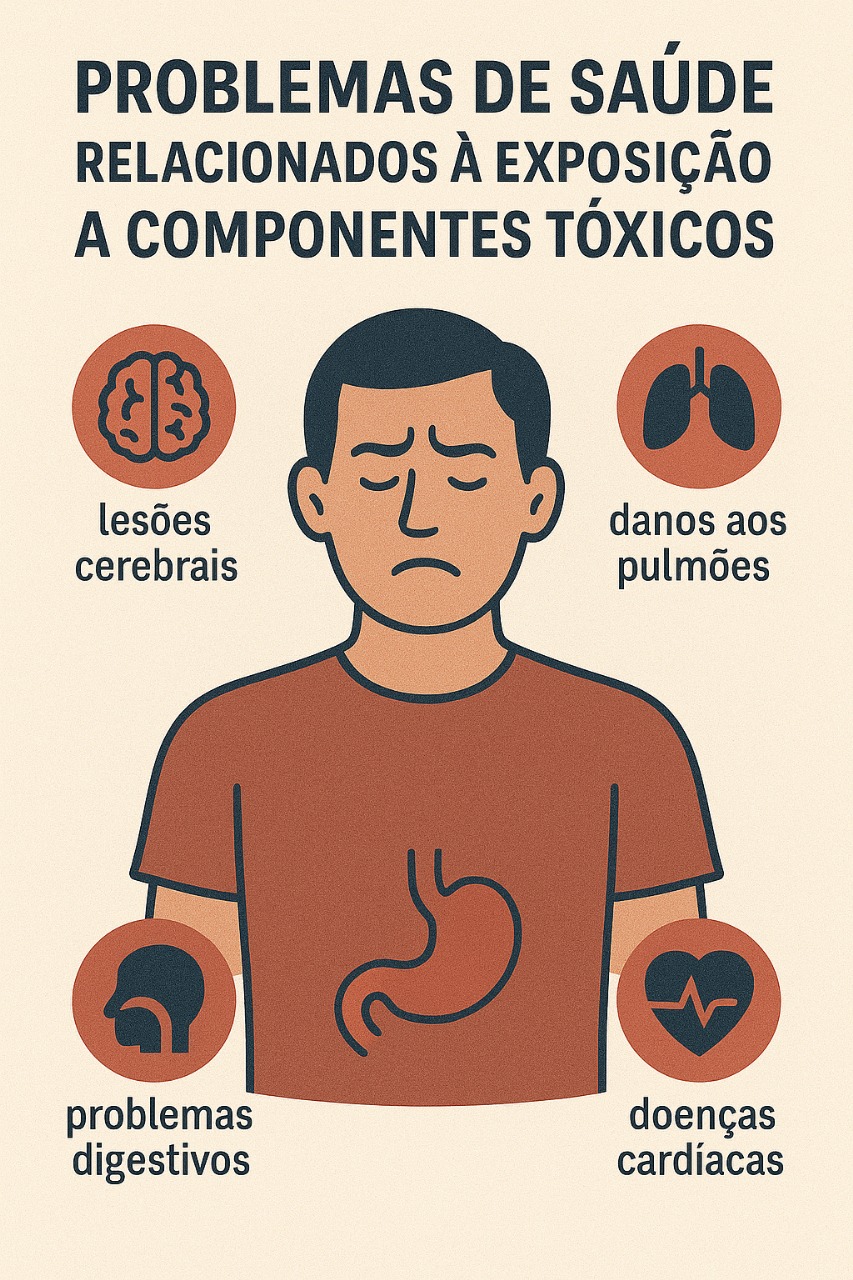 PROBLEMAS DE SAÚDE
RELACIONADOS À EXPOSIÇÃO
A COMPONENTES TÓXICOS
lesões
cerebrais
danos aos
pulmões
problemas
digestivos
doenças
cardíacas